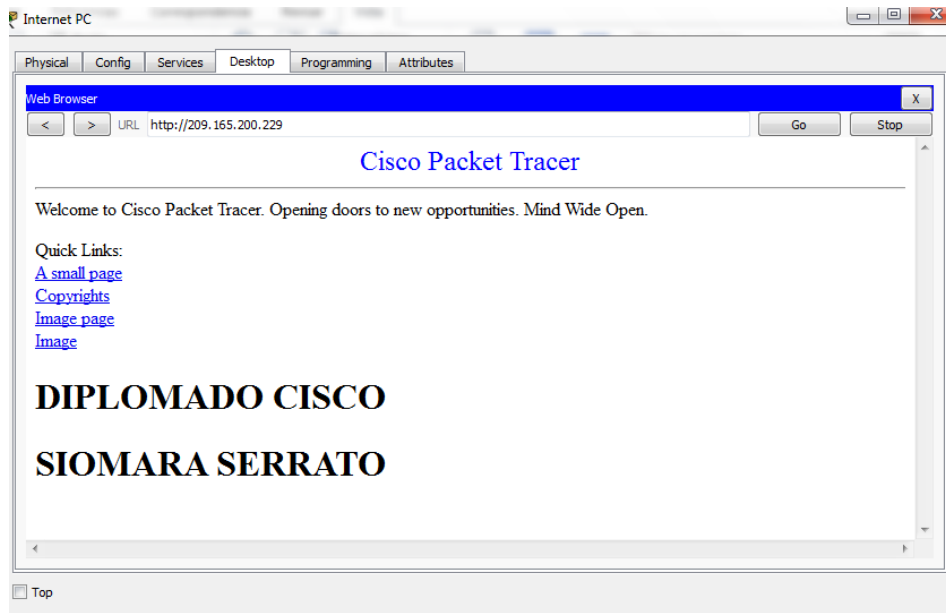 Internet PC
Physical Config Services Desktop Programming Attributes
Web Browser X
< > URL http://209.165.200.229 Go Stop
Cisco Packet Tracer
Welcome to Cisco Packet Tracer. Opening doors to new opportunities. Mind Wide Open.
Quick Links:
A small page
Copyrights
Image page
Image
DIPLOMADO CISCO
SIOMARA SERRATO
Top